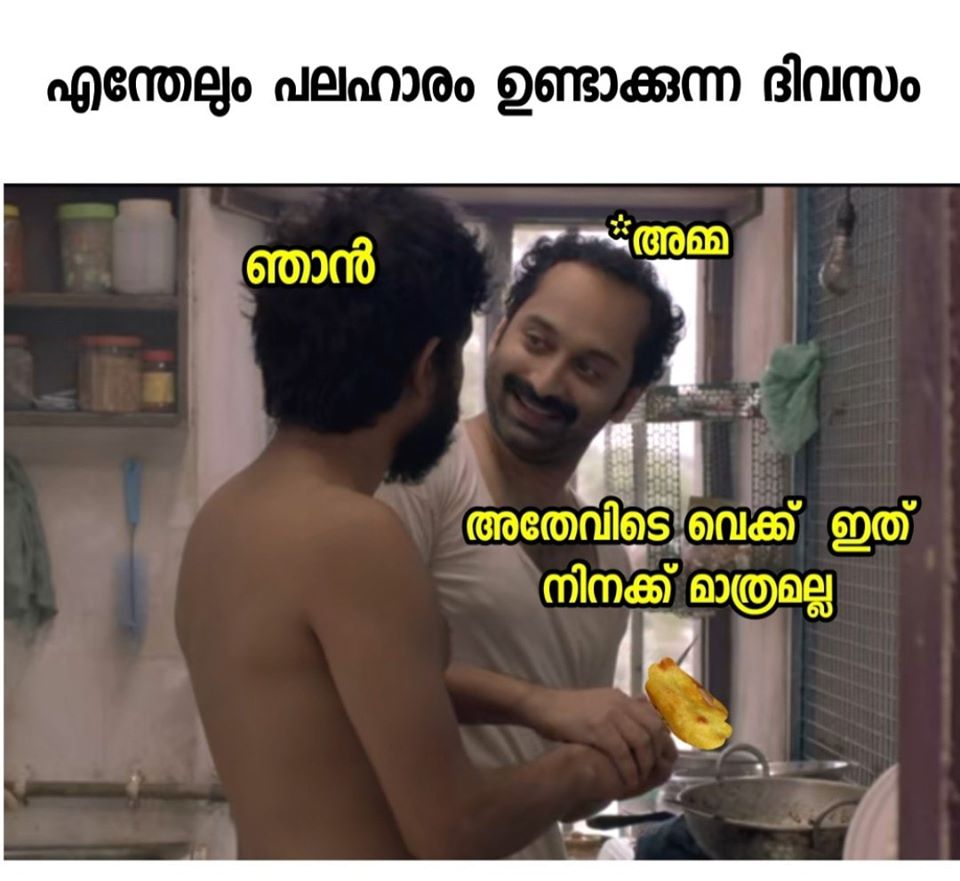 എന്തേലും പലഹാരം ഉണ്ടാക്കുന്ന ദിവസം
ഞാൻ
*അമ്മ
അതേവിടെ വെക്ക് ഇത്
നിനക്ക് മാത്രമല്ല